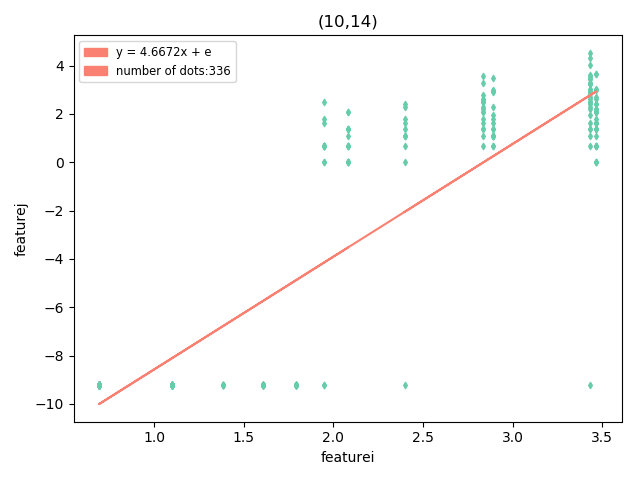 (10,14)
y = 4.6672x + e
number of dots:336
4
2
0
−2
−4
−6
−8
−10
featurej
1.0 1.5 2.0 2.5 3.0 3.5
featurei